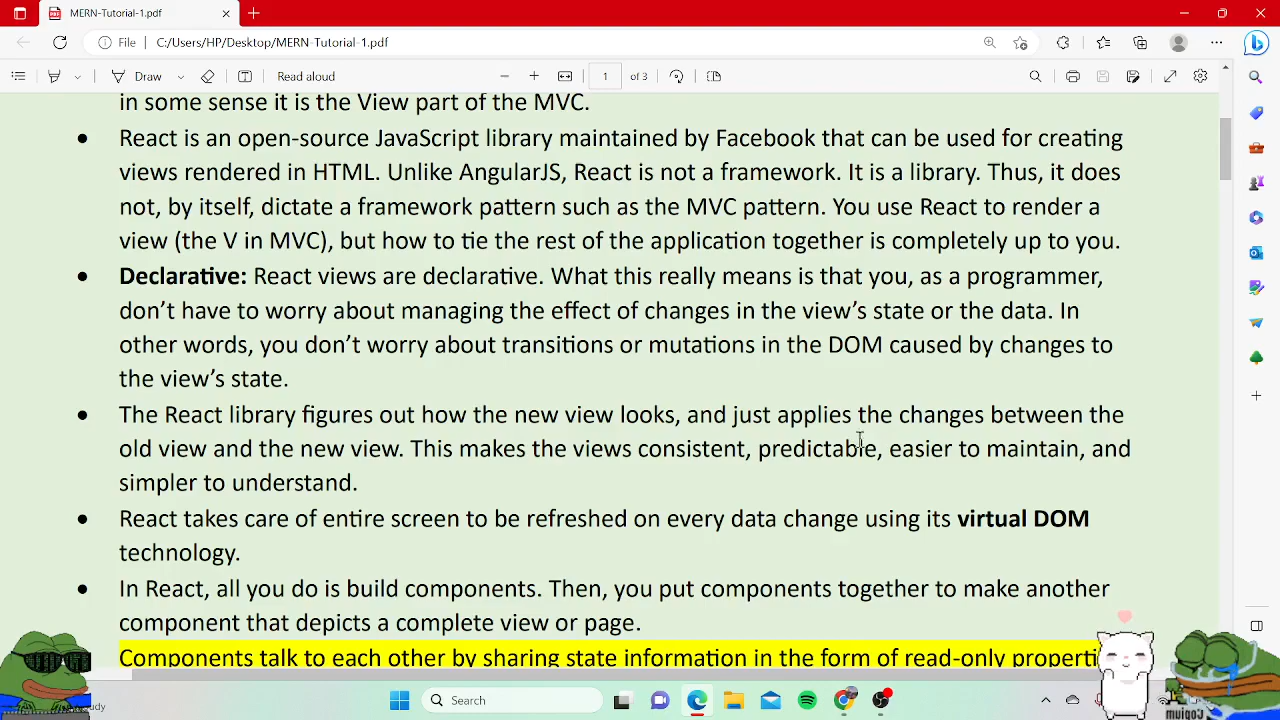 MERN-Tutorial-1.pdf
File C:/Users/HP/Desktop/MERN-Tutorial-1.pdf
Draw Read aloud 1 of 3
in some sense it is the View part of the MVC.
• React is an open-source JavaScript library maintained by Facebook that can be used for creating
views rendered in HTML. Unlike AngularJS, React is not a framework. It is a library. Thus, it does
not, by itself, dictate a framework pattern such as the MVC pattern. You use React to render a
view (the V in MVC), but how to tie the rest of the application together is completely up to you.
• Declarative: React views are declarative. What this really means is that you, as a programmer,
don’t have to worry about managing the effect of changes in the view’s state or the data. In
other words, you don’t worry about transitions or mutations in the DOM caused by changes to
the view’s state.
• The React library figures out how the new view looks, and just applies the changes between the
old view and the new view. This makes the views consistent, predictable, easier to maintain, and
simpler to understand.
• React takes care of entire screen to be refreshed on every data change using its virtual DOM
technology.
• In React, all you do is build components. Then, you put components together to make another
component that depicts a complete view or page.
Components talk to each other by sharing state information in the form of read-only
Search